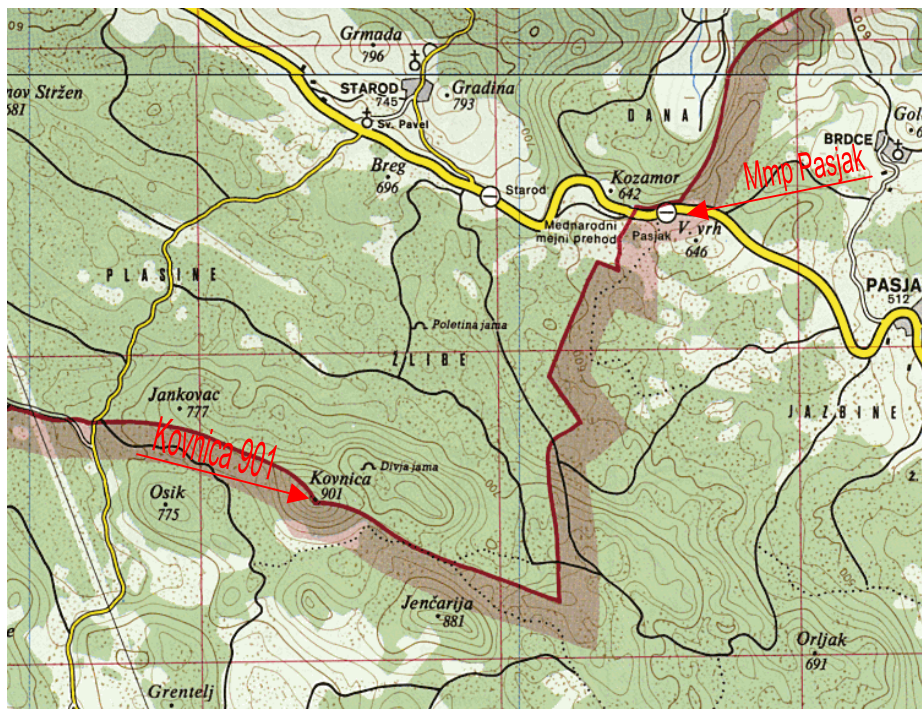 Grmada
796
STAROD
745
Gradina
793
nov Stržen
681
Sv. Pavel
DANA
BRDCE
Breg
696
Starod
Kozamor
642
Mmp Pasjak
Mednarodni
mejni prehod
Pasjak
V. vrh
646
PLASINE
PASJA
512
Poletina jama
ŽLIBE
Jankovac
777
JAZBINE
Kovnica 901
Divja jama
Kovnica
901
Osik
775
700
600
Jenčarija
881
Orljak
691
Grentelj